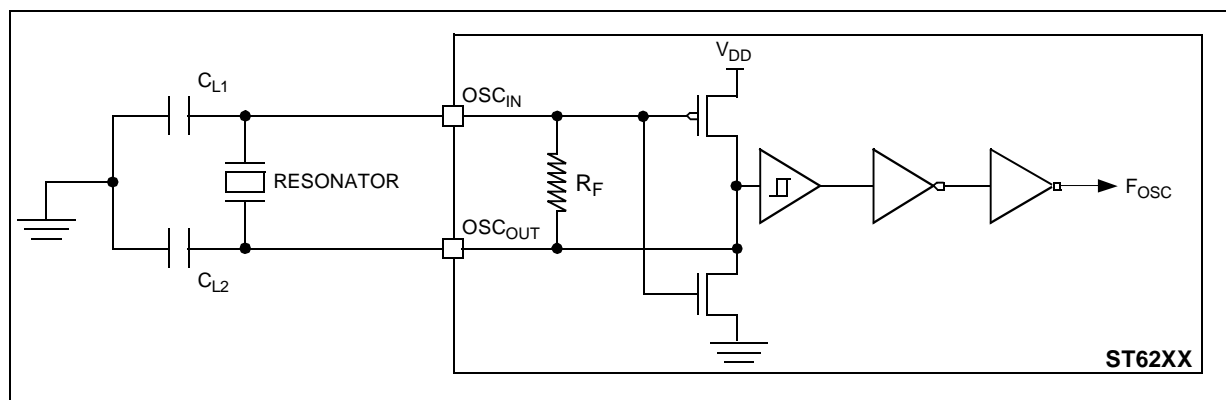 V_DD
C_L1
OSC_IN
RESONATOR
R_F
F_OSC
OSC_OUT
C_L2
ST62XX